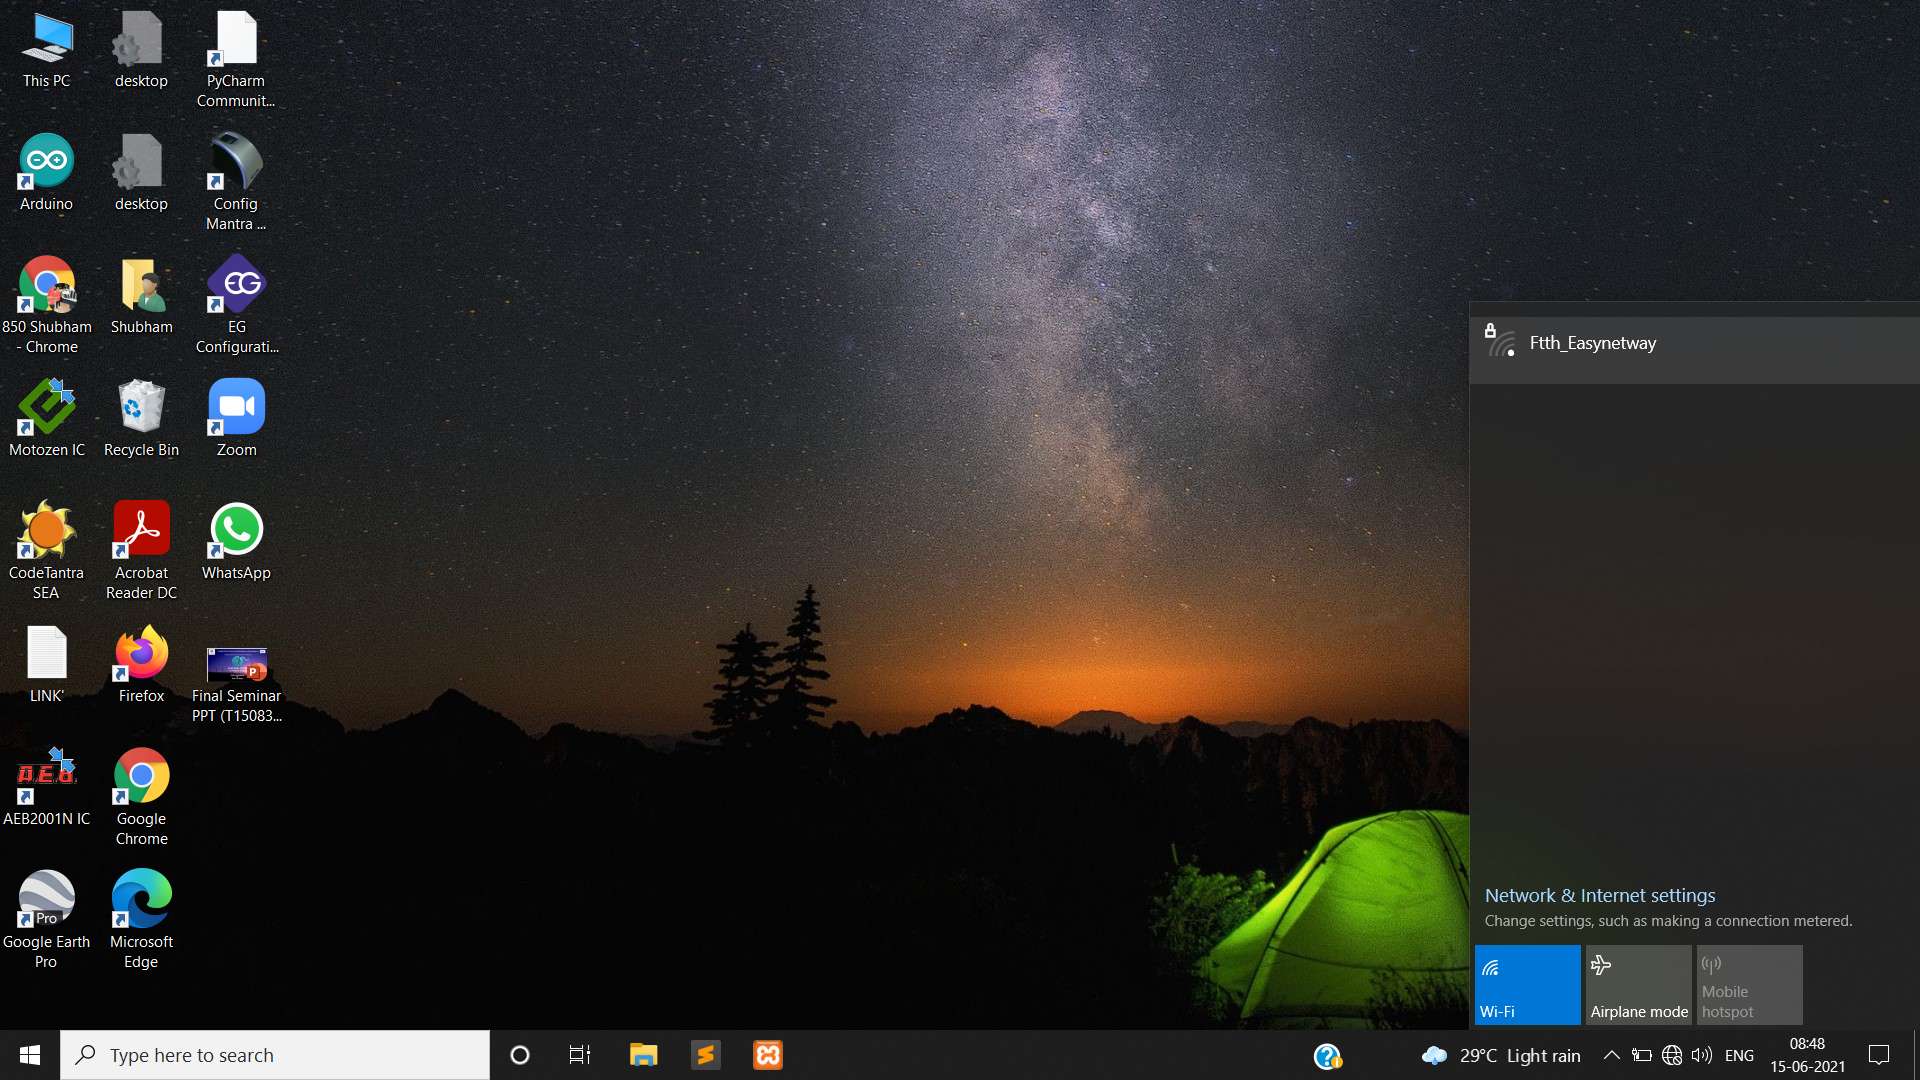 This PC
desktop
PyCharm
Communit...
Arduino
desktop
Config
Mantra ...
850 Shubham
- Chrome
Shubham
EG
EG
Configurati...
Motozen IC
Recycle Bin
Zoom
CodeTantra
SEA
Acrobat
Reader DC
WhatsApp
LINK'
Firefox
P
Final Seminar
PPT (T15083...
A.E.B.
AEB2001N IC
Google
Chrome
Pro
Google Earth
Pro
Microsoft
Edge
Ftth_Easynetway
Network & Internet settings
Change settings, such as making a connection metered.
Wi-Fi
Airplane mode
Mobile
hotspot
Type here to search
29°C Light rain
ENG
08:48
15-06-2021